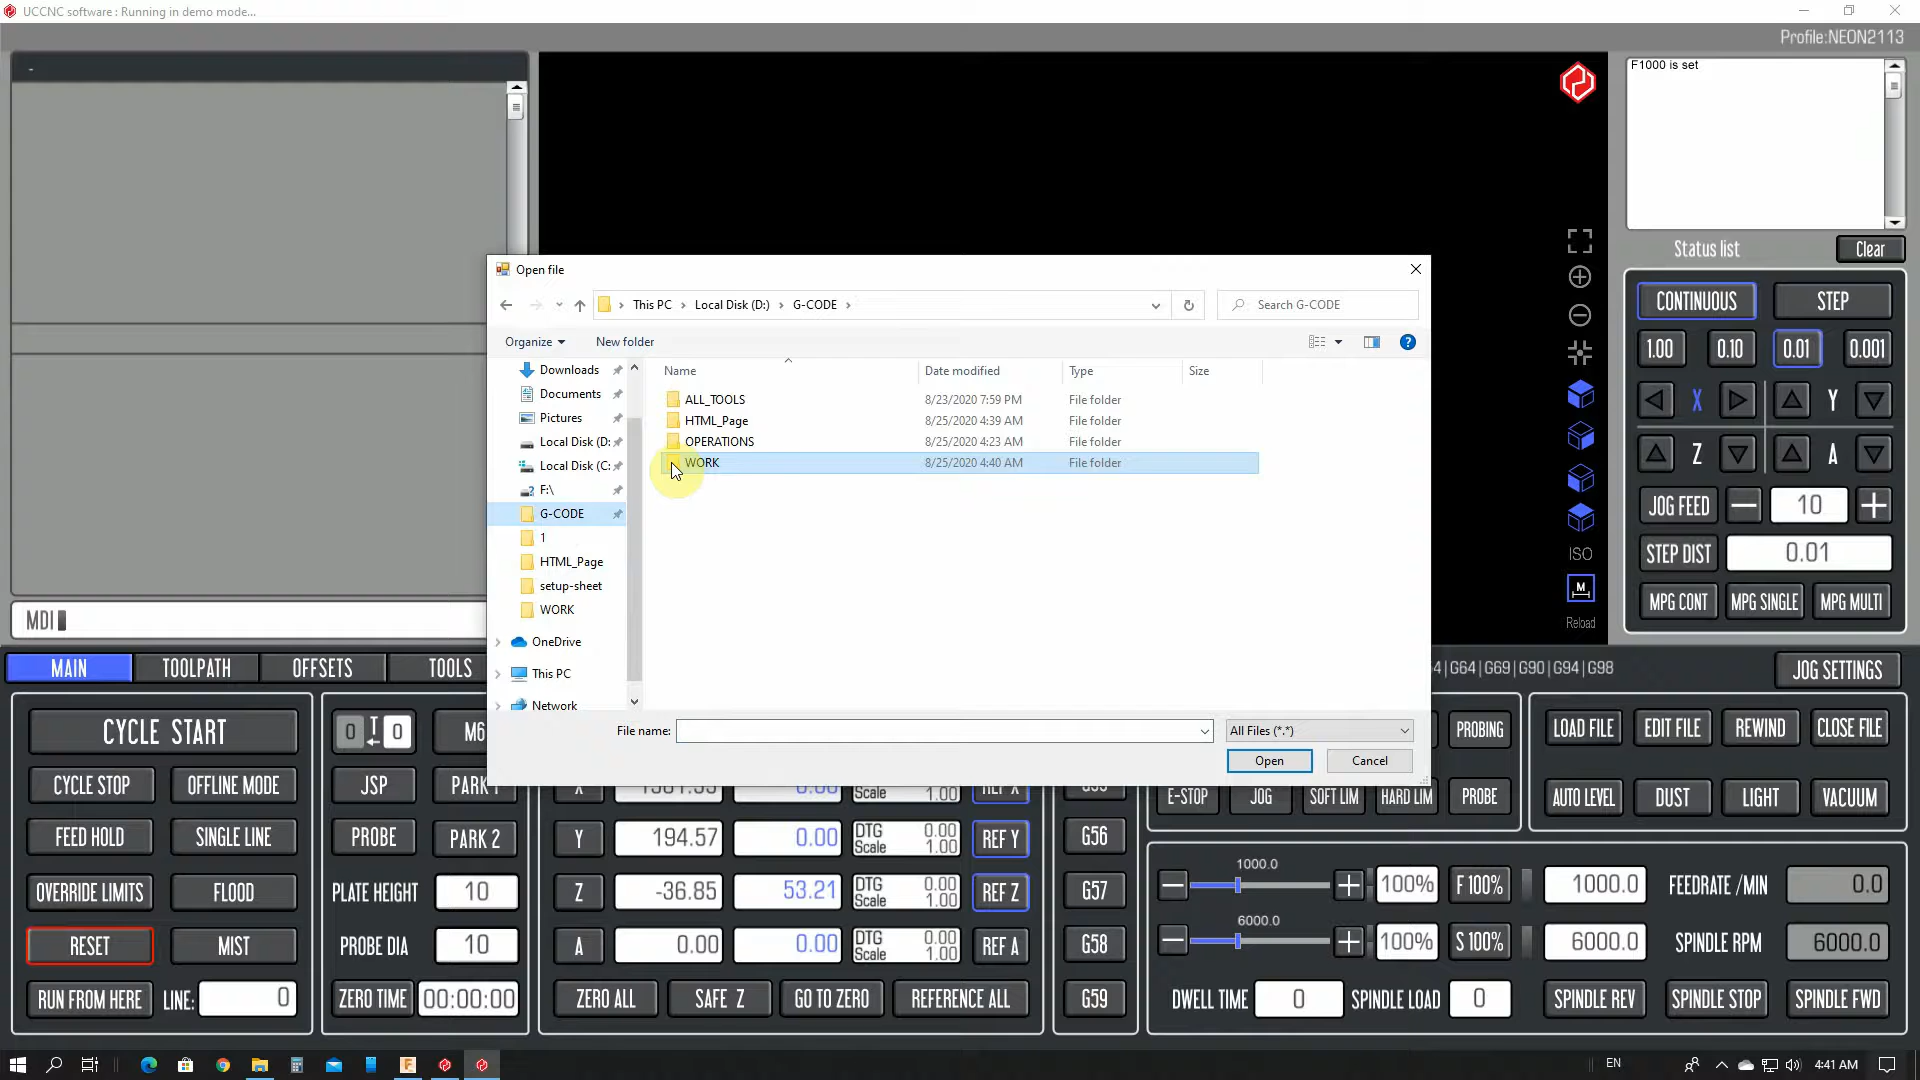 UCCNC software : Running in demo mode...
Profile:NEON2113
-
F1000 is set
Status list
Clear
CONTINUOUS
STEP
1.00
0.10
0.01
0.001
X
Y
Z
A
JOG FEED
10
STEP DIST
0.01
MPG CONT
MPG SINGLE
MPG MULTI
ISO
M
Reload
Open file
This PC
Local Disk (D:)
G-CODE
Search G-CODE
Organize
New folder
Downloads
Documents
Pictures
Local Disk (D:
Local Disk (C:
F:\
G-CODE
1
HTML_Page
setup-sheet
WORK
OneDrive
This PC
Network
Name
Date modified
Type
Size
ALL_TOOLS 8/23/2020 7:59 PM File folder
HTML_Page 8/25/2020 4:39 AM File folder
OPERATIONS 8/25/2020 4:23 AM File folder
WORK 8/25/2020 4:40 AM File folder
File name:
All Files (*.*)
Open
Cancel
MDI
MAIN
TOOLPATH
OFFSETS
TOOLS
|G64|G69|G90|G94|G98
JOG SETTINGS
CYCLE START
CYCLE STOP
OFFLINE MODE
FEED HOLD
SINGLE LINE
OVERRIDE LIMITS
FLOOD
RESET
MIST
RUN FROM HERE
LINE:
0
0
T
0
M6
JSP
PARK 1
PROBE
PARK 2
PLATE HEIGHT
10
PROBE DIA
10
ZERO TIME
00:00:00
Scale 1.00
Y
194.57
0.00
DTG 0.00
Scale 1.00
REF Y
Z
-36.85
53.21
DTG 0.00
Scale 1.00
REF Z
A
0.00
0.00
DTG 0.00
Scale 1.00
REF A
ZERO ALL
SAFE Z
GO TO ZERO
REFERENCE ALL
G56
G57
G58
G59
PROBING
E-STOP
JOG
SOFT LIM
HARD LIM
PROBE
LOAD FILE
EDIT FILE
REWIND
CLOSE FILE
AUTO LEVEL
DUST
LIGHT
VACUUM
1000.0
100%
F 100%
1000.0
FEEDRATE /MIN
0.0
6000.0
100%
S 100%
6000.0
SPINDLE RPM
6000.0
DWELL TIME
0
SPINDLE LOAD
0
SPINDLE REV
SPINDLE STOP
SPINDLE FWD
EN
4:41 AM